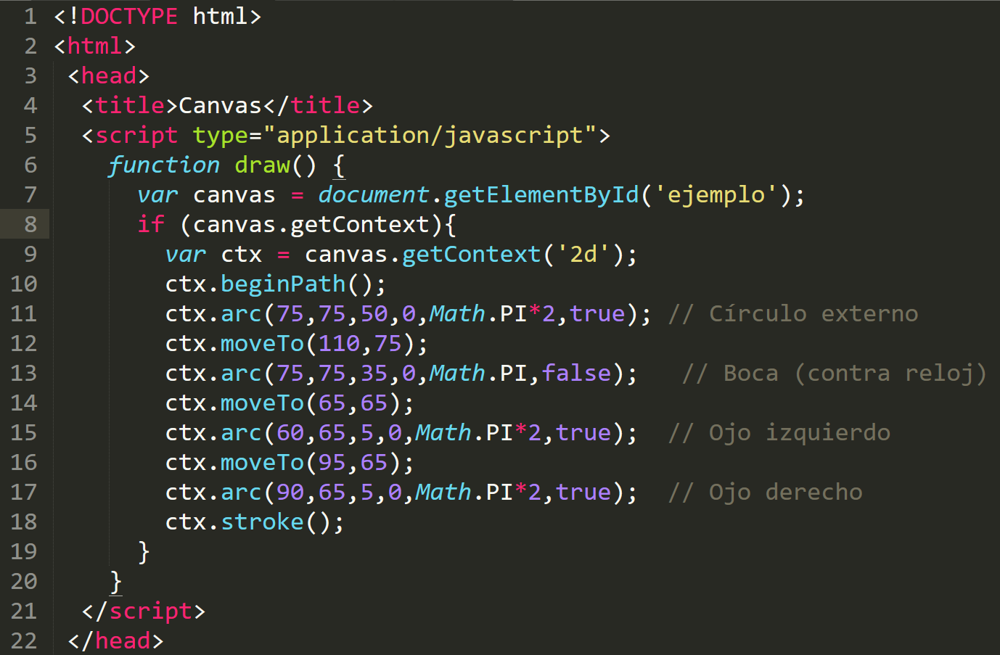 1 <!DOCTYPE html>
2 <html>
3 <head>
4 <title>Canvas</title>
5 <script type="application/javascript">
6 function draw() {
7 var canvas = document.getElementById('ejemplo');
8 if (canvas.getContext){
9 var ctx = canvas.getContext('2d');
10 ctx.beginPath();
11 ctx.arc(75,75,50,0,Math.PI*2,true); // Círculo externo
12 ctx.moveTo(110,75);
13 ctx.arc(75,75,35,0,Math.PI,false); // Boca (contra reloj)
14 ctx.moveTo(65,65);
15 ctx.arc(60,65,5,0,Math.PI*2,true); // Ojo izquierdo
16 ctx.moveTo(95,65);
17 ctx.arc(90,65,5,0,Math.PI*2,true); // Ojo derecho
18 ctx.stroke();
19 }
20 }
21 </script>
22 </head>